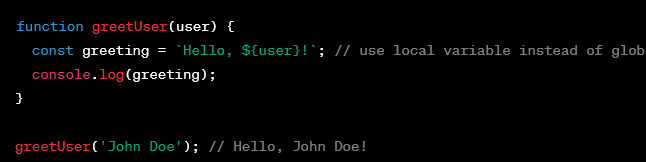 function greetUser(user) {
  const greeting = `Hello, ${user}!`; // use local variable instead of glob
  console.log(greeting);
}
greetUser('John Doe'); // Hello, John Doe!